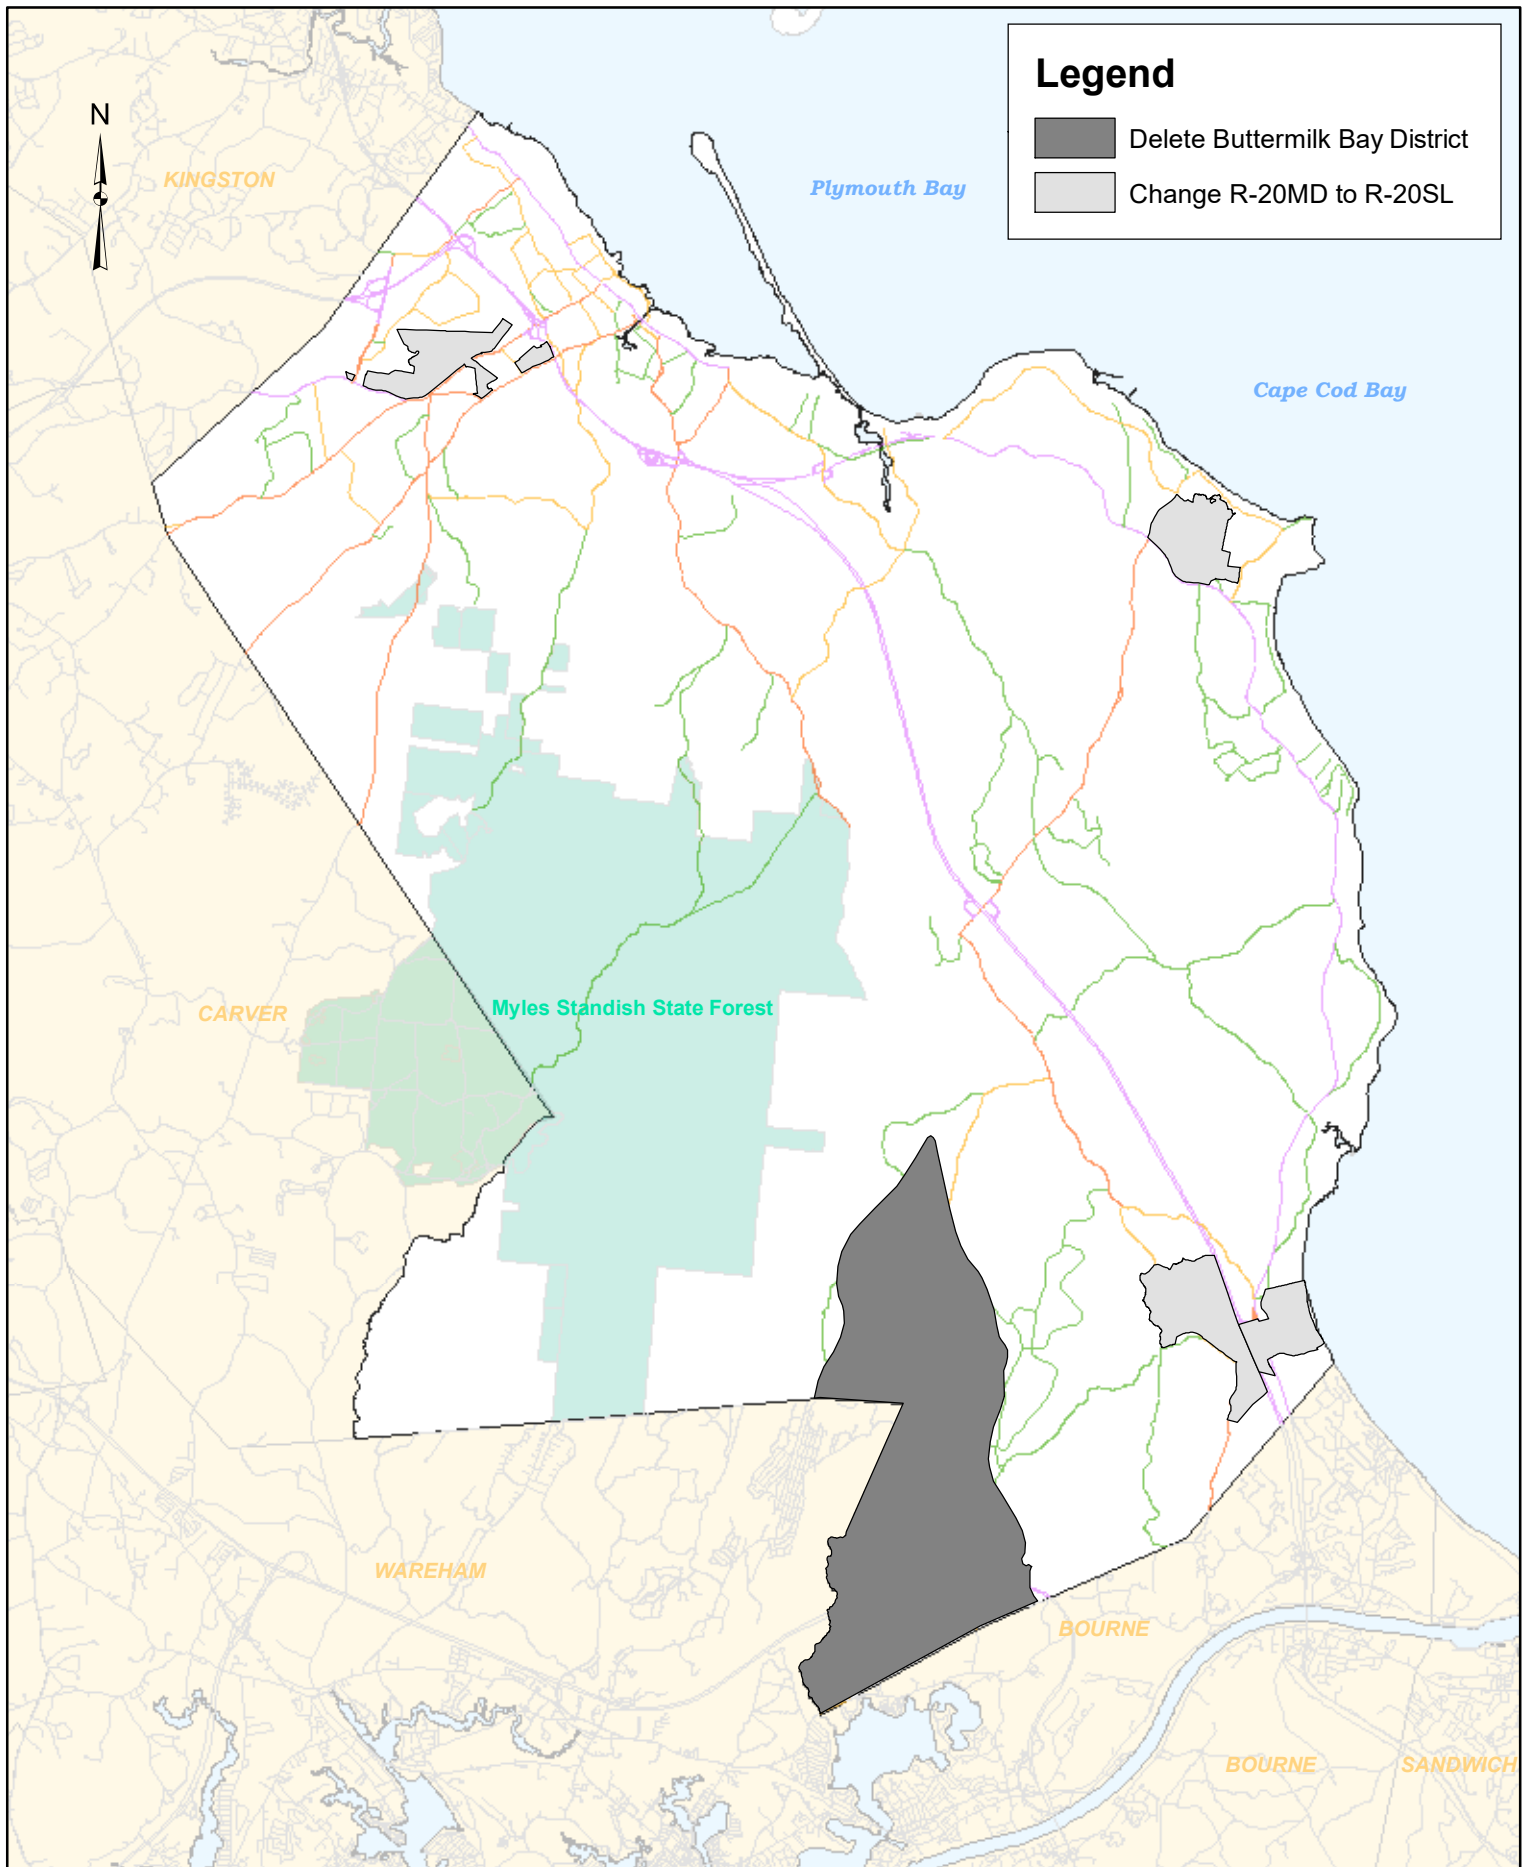 Legend
Delete Buttermilk Bay District
Change R-20MD to R-20SL
N
KINGSTON
Plymouth Bay
Cape Cod Bay
CARVER
Myles Standish State Forest
WAREHAM
BOURNE
BOURNE
SANDWICH